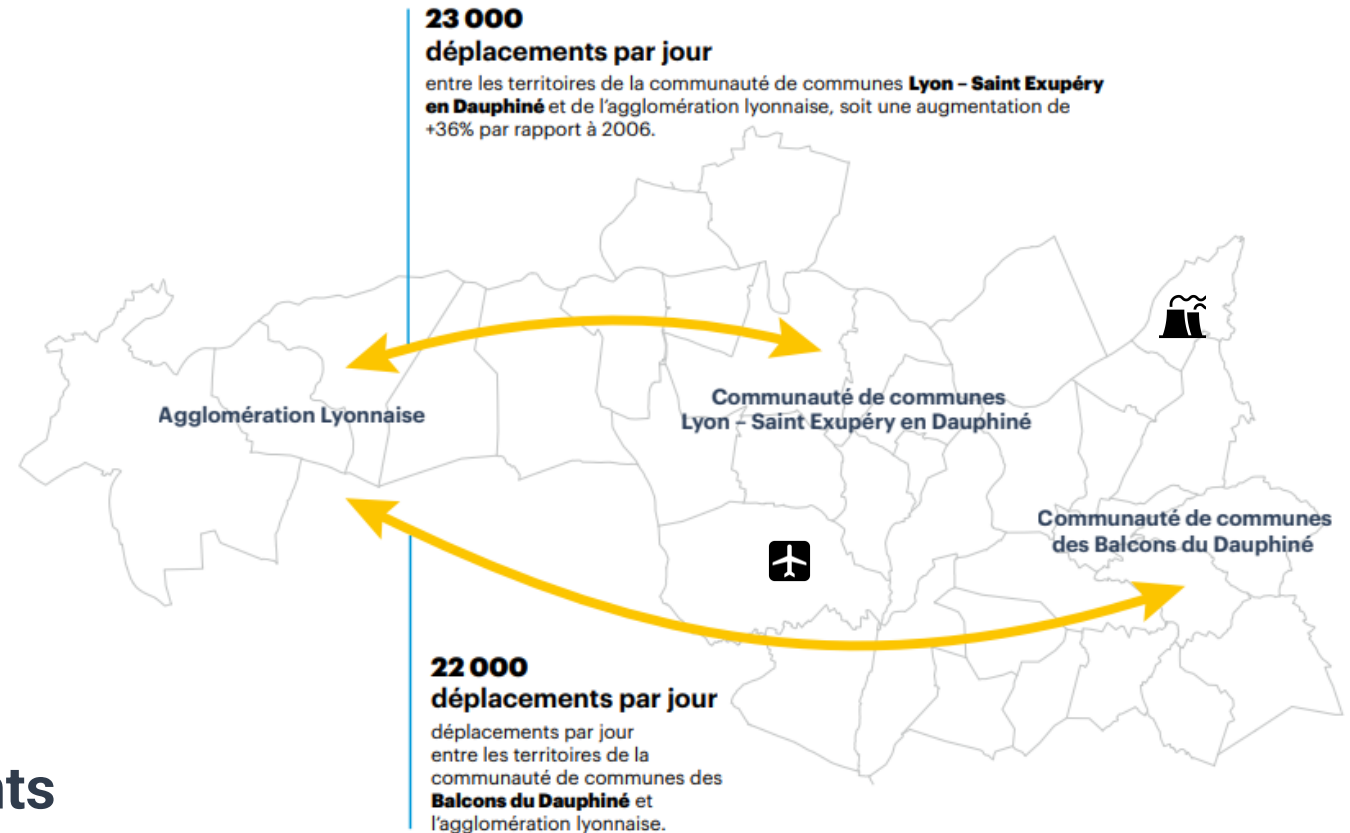 23 000
déplacements par jour
entre les territoires de la communauté de communes Lyon – Saint Exupéry
en Dauphiné et de l'agglomération lyonnaise, soit une augmentation de
+36% par rapport à 2006.
Agglomération Lyonnaise
Communauté de communes
Lyon – Saint Exupéry en Dauphiné
Communauté de communes
des Balcons du Dauphiné
22 000
déplacements par jour
déplacements par jour
entre les territoires de la
communauté de communes des
Balcons du Dauphiné et
l'agglomération lyonnaise.